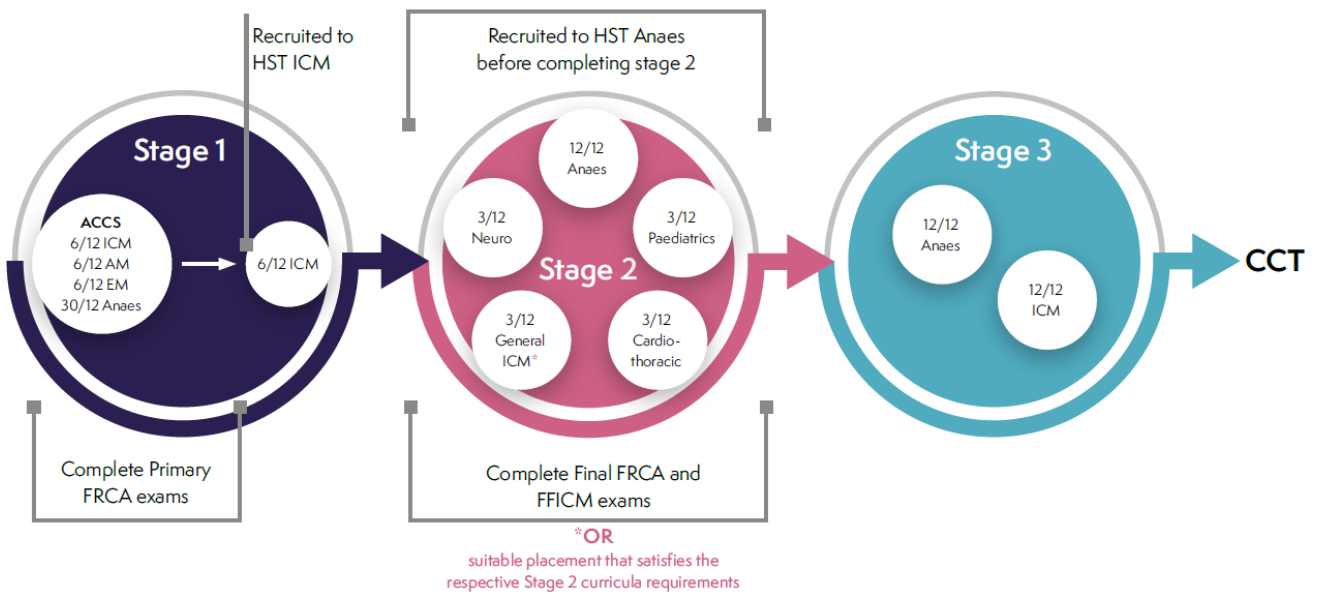 Recruited to
HST ICM
Recruited to HST Anaes
before completing stage 2
Stage 1
ACCS
6/12 ICM
6/12 AM
6/12 EM
30/12 Anaes
6/12 ICM
12/12
Anaes
3/12
Neuro
3/12
Paediatrics
Stage 2
3/12
General
ICM*
3/12
Cardio-
thoracic
Stage 3
12/12
Anaes
12/12
ICM
CCT
Complete Primary
FRCA exams
Complete Final FRCA and
FFICM exams
*OR
suitable placement that satisfies the
respective Stage 2 curricula requirements